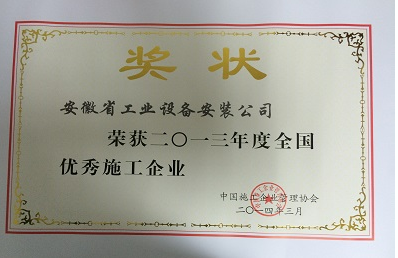 奖状
安徽省工业设备安装公司
荣获二〇一三年度全国
优秀施工企业
中国施工企业管理协会
二〇一四年三月